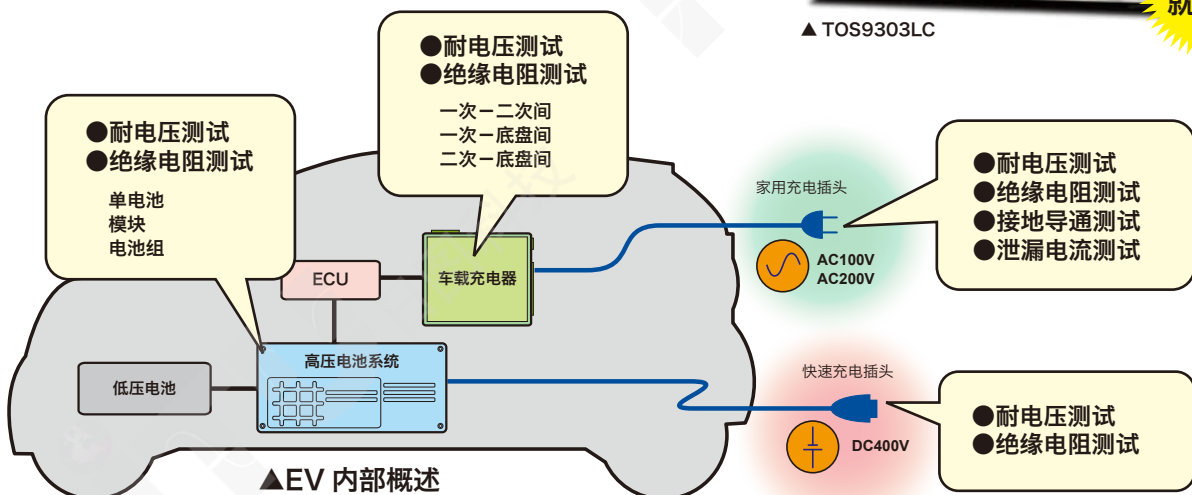 就
▲ TOS9303LC
●耐电压测试
●绝缘电阻测试
一次－二次间
一次－底盘间
二次－底盘间
●耐电压测试
●绝缘电阻测试
单电池
模块
电池组
家用充电插头
AC100V
AC200V
●耐电压测试
●绝缘电阻测试
●接地导通测试
●泄漏电流测试
ECU
车载充电器
高压电池系统
低压电池
快速充电插头
DC400V
●耐电压测试
●绝缘电阻测试
▲EV 内部概述